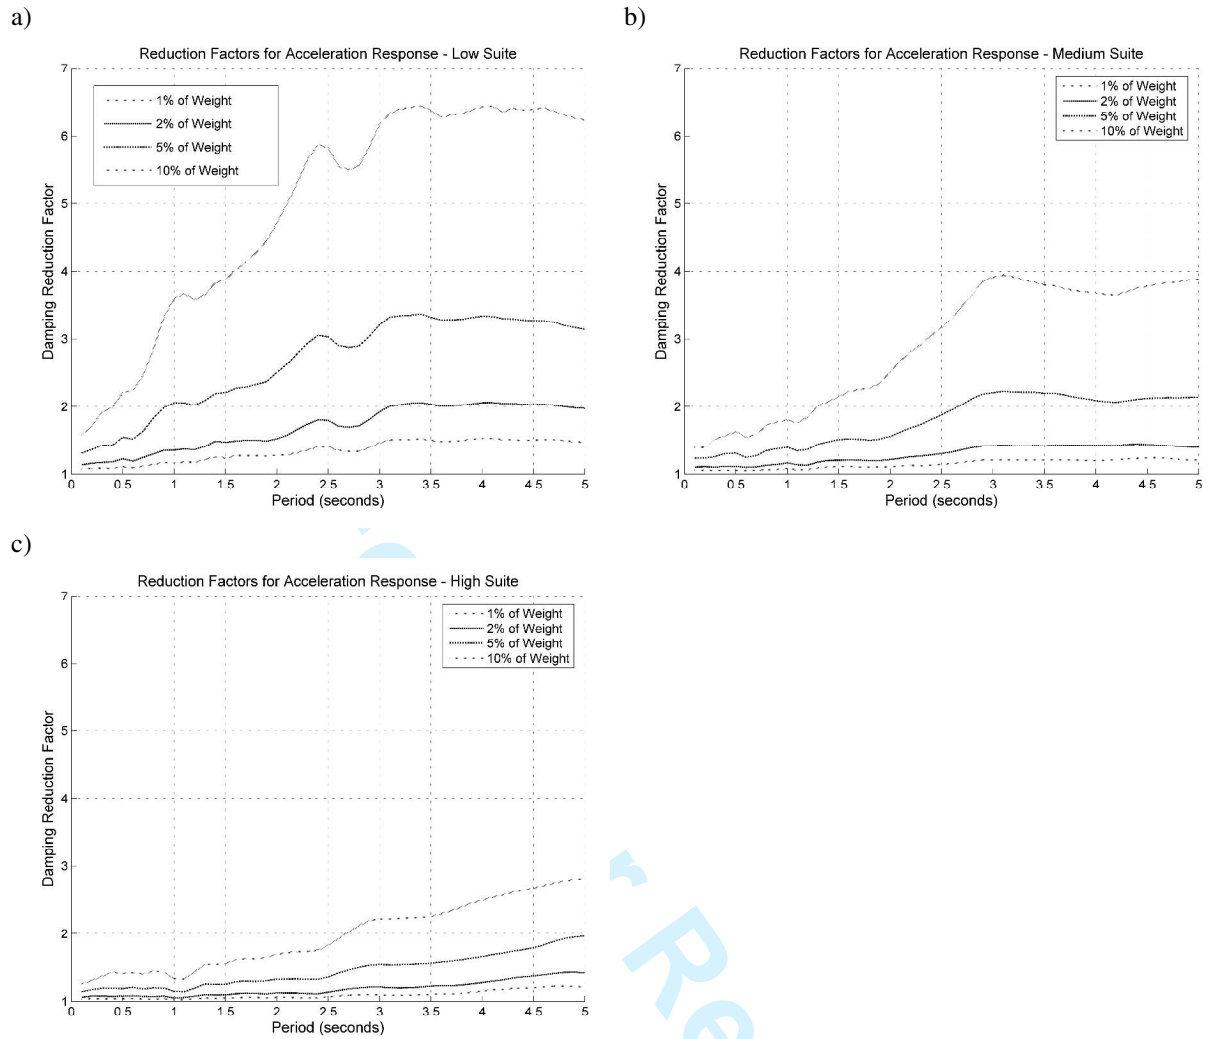 a)
Reduction Factors for Acceleration Response - Low Suite
7
6
5
4
3
2
1
Damping Reduction Factor
1% of Weight
2% of Weight
5% of Weight
10% of Weight
0 0.5 1 1.5 2 2.5 3 3.5 4 4.5 5
Period (seconds)
b)
Reduction Factors for Acceleration Response - Medium Suite
7
6
5
4
3
2
1
Damping Reduction Factor
1% of Weight
2% of Weight
5% of Weight
10% of Weight
0 0.5 1 1.5 2 2.5 3 3.5 4 4.5 5
Period (seconds)
c)
Reduction Factors for Acceleration Response - High Suite
7
6
5
4
3
2
1
Damping Reduction Factor
1% of Weight
2% of Weight
5% of Weight
10% of Weight
0 0.5 1 1.5 2 2.5 3 3.5 4 4.5 5
Period (seconds)
r Re